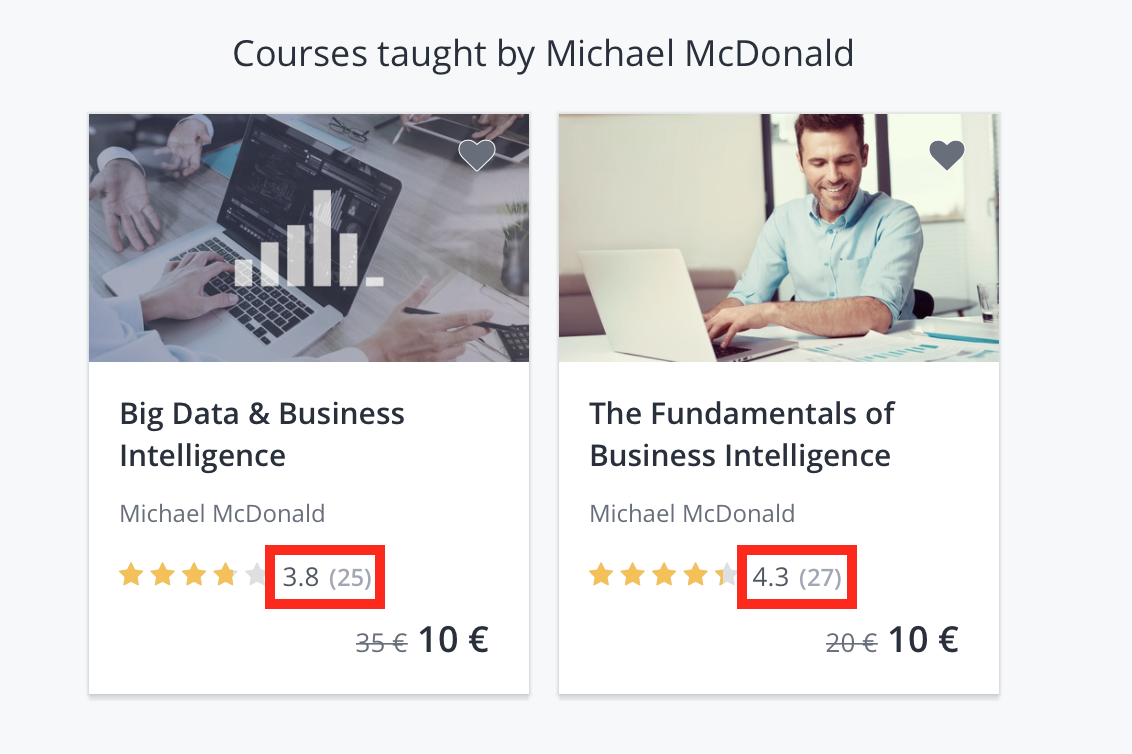 Courses taught by Michael McDonald
Big Data & Business
Intelligence
Michael McDonald
3.8 (25)
35 € 10 €
The Fundamentals of
Business Intelligence
Michael McDonald
4.3 (27)
20 € 10 €